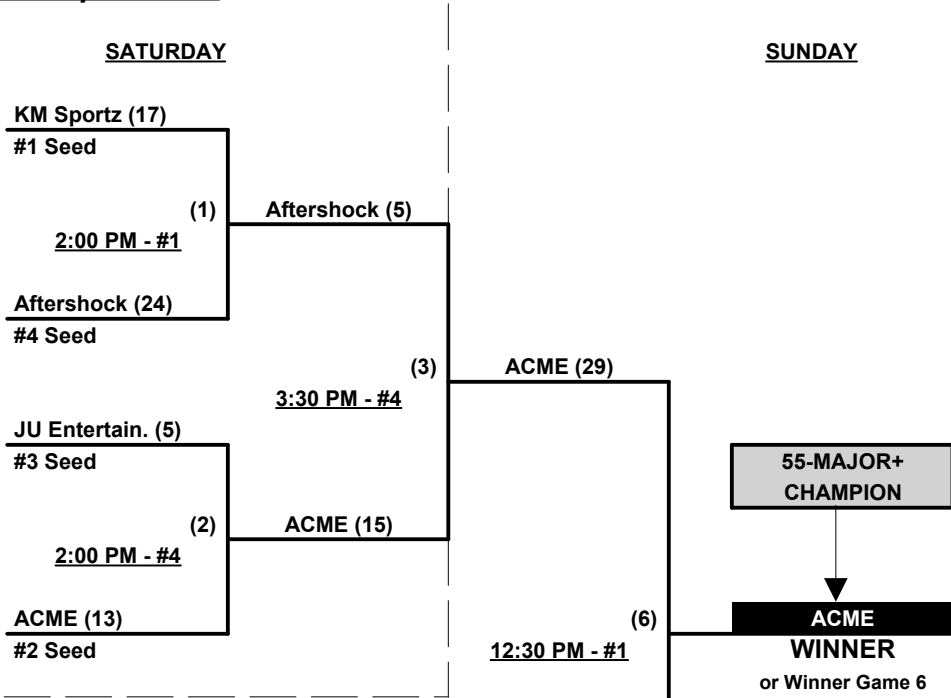 SATURDAY
SUNDAY
KM Sportz (17)
#1 Seed
(1)
Aftershock (5)
2:00 PM - #1
Aftershock (24)
#4 Seed
(3)
ACME (29)
3:30 PM - #4
JU Entertain. (5)
#3 Seed
55-MAJOR+
CHAMPION
(2)
ACME (15)
2:00 PM - #4
ACME (13)
#2 Seed
(6)
ACME
12:30 PM - #1
WINNER
or Winner Game 6